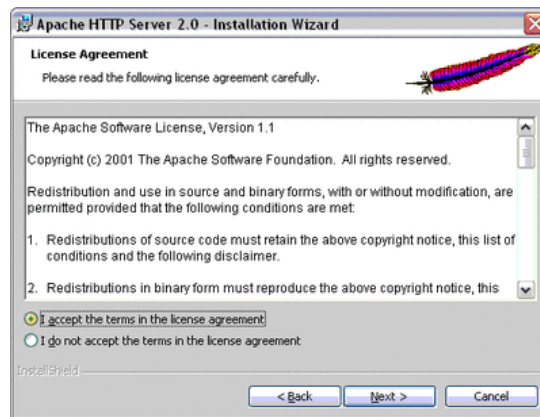 Apache HTTP Server 2.0 - Installation Wizard
License Agreement
Please read the following license agreement carefully.
The Apache Software License, Version 1.1
Copyright (c) 2001 The Apache Software Foundation. All rights reserved.
Redistribution and use in source and binary forms, with or without modification, are
permitted provided that the following conditions are met:
1. Redistributions of source code must retain the above copyright notice, this list of
conditions and the following disclaimer.
2. Redistributions in binary form must reproduce the above copyright notice, this
I accept the terms in the license agreement
I do not accept the terms in the license agreement
InstallShield
< Back
Next >
Cancel